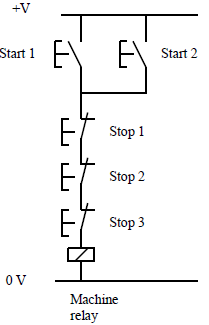 +V
Start 1
Start 2
Stop 1
Stop 2
Stop 3
0 V
Machine
relay